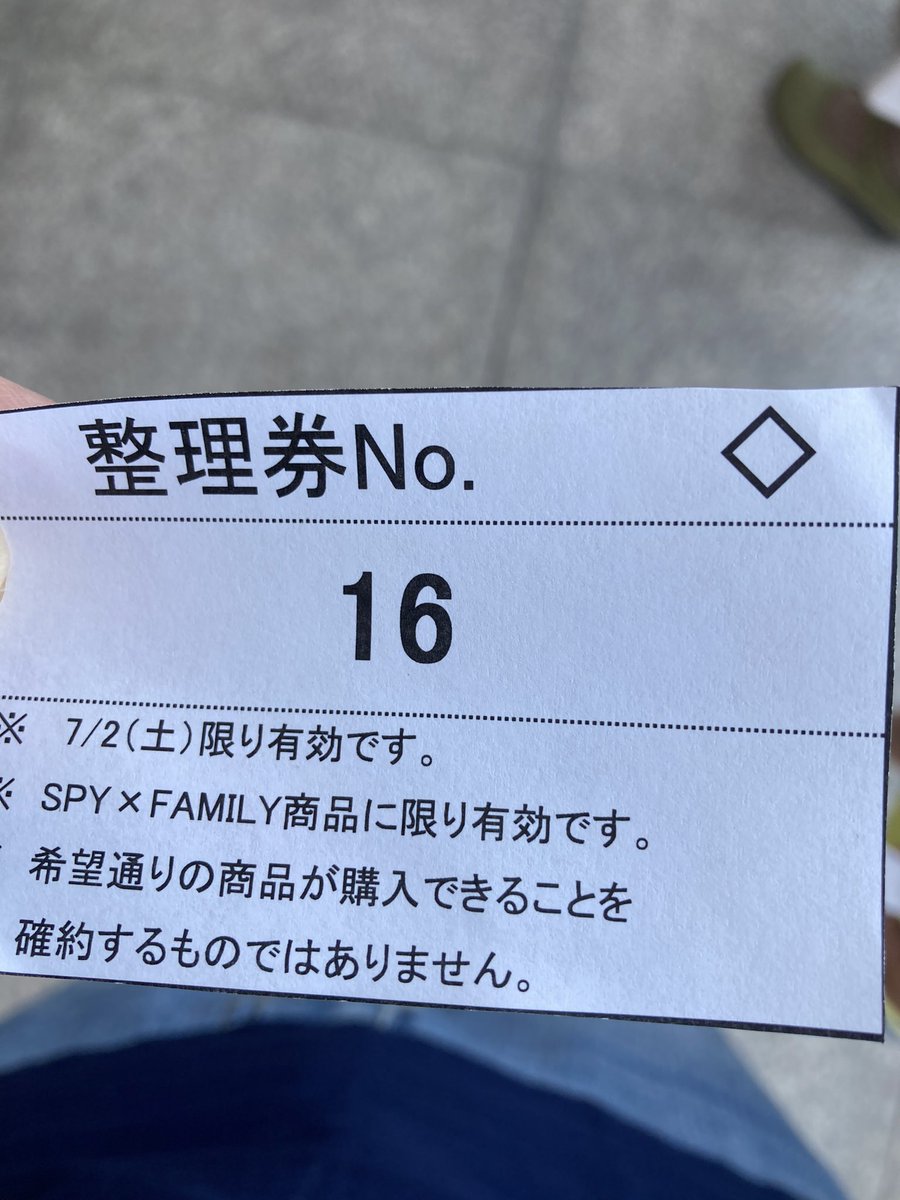 整理券No. ◇
16
※ 7/2(土)限り有効です。
※ SPY×FAMILY商品に限り有効です。
※ 希望通りの商品が購入できることを
確約するものではありません。